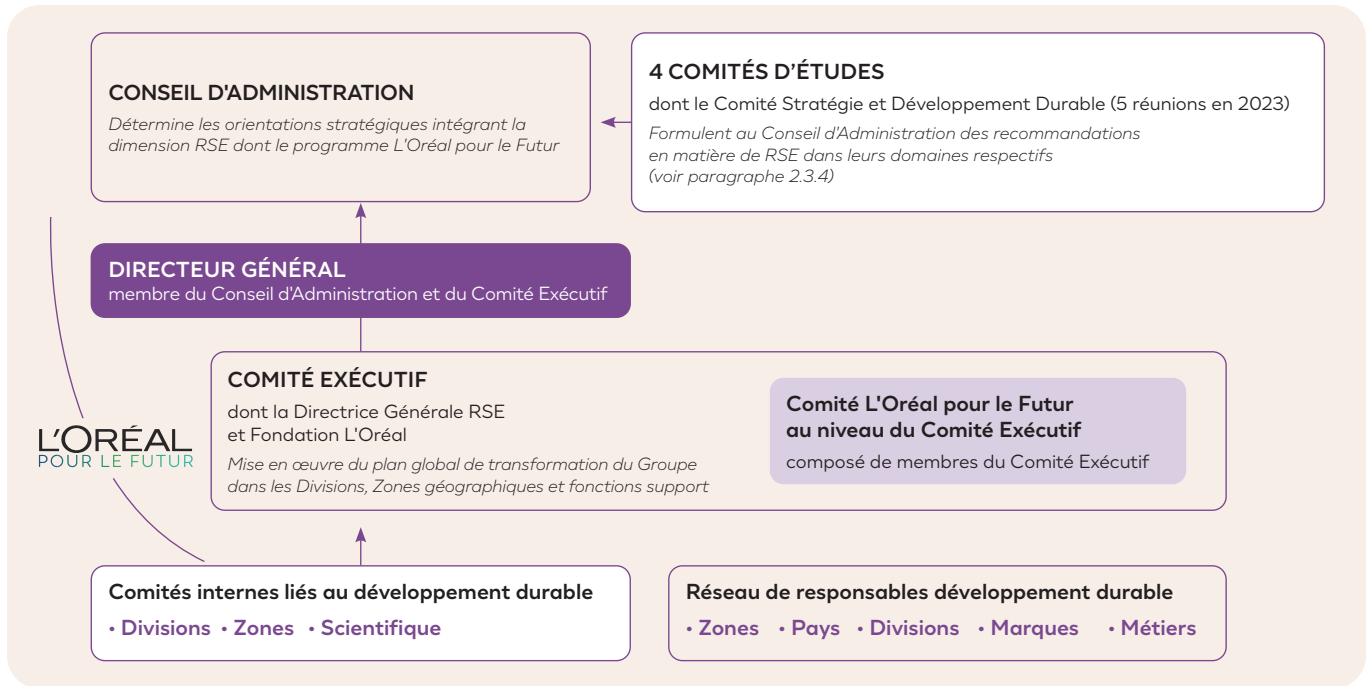 CONSEIL D'ADMINISTRATION
Détermine les orientations stratégiques intégrant la
dimension RSE dont le programme L'Oréal pour le Futur
4 COMITÉS D'ÉTUDES
dont le Comité Stratégie et Développement Durable (5 réunions en 2023)
Formulent au Conseil d'Administration des recommandations
en matière de RSE dans leurs domaines respectifs
(voir paragraphe 2.3.4)
DIRECTEUR GÉNÉRAL
membre du Conseil d'Administration et du Comité Exécutif
COMITÉ EXÉCUTIF
dont la Directrice Générale RSE
et Fondation L'Oréal
Mise en œuvre du plan global de transformation du Groupe
dans les Divisions, Zones géographiques et fonctions support
Comité L'Oréal pour le Futur
au niveau du Comité Exécutif
composé de membres du Comité Exécutif
L'ORÉAL
POUR LE FUTUR
Comités internes liés au développement durable
• Divisions • Zones • Scientifique
Réseau de responsables développement durable
• Zones • Pays • Divisions • Marques • Métiers